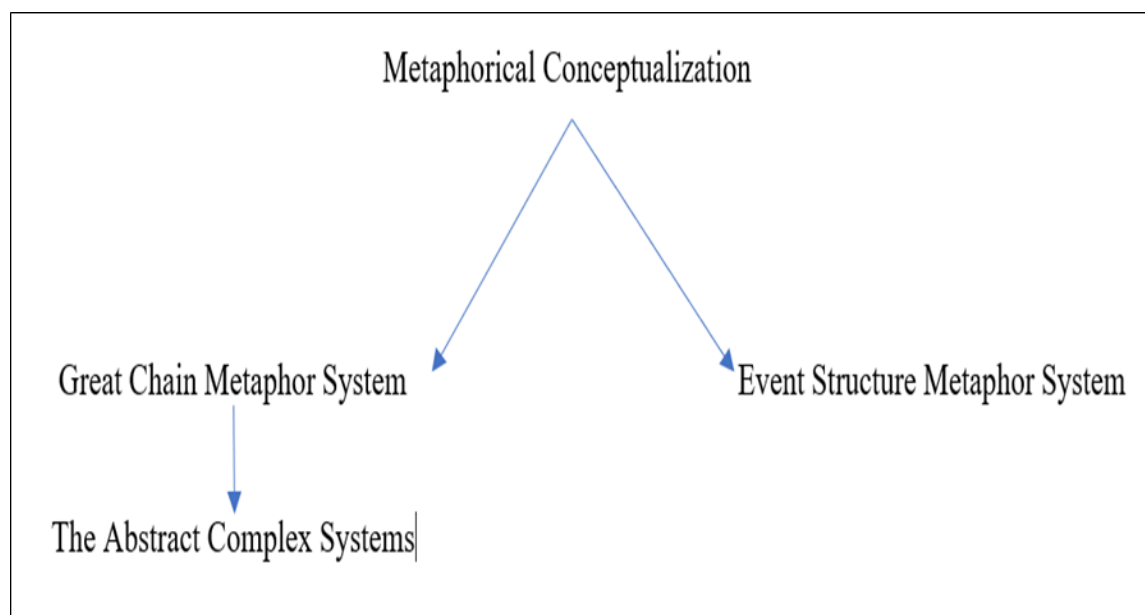 Metaphorical Conceptualization
Great Chain Metaphor System
Event Structure Metaphor System
The Abstract Complex Systems